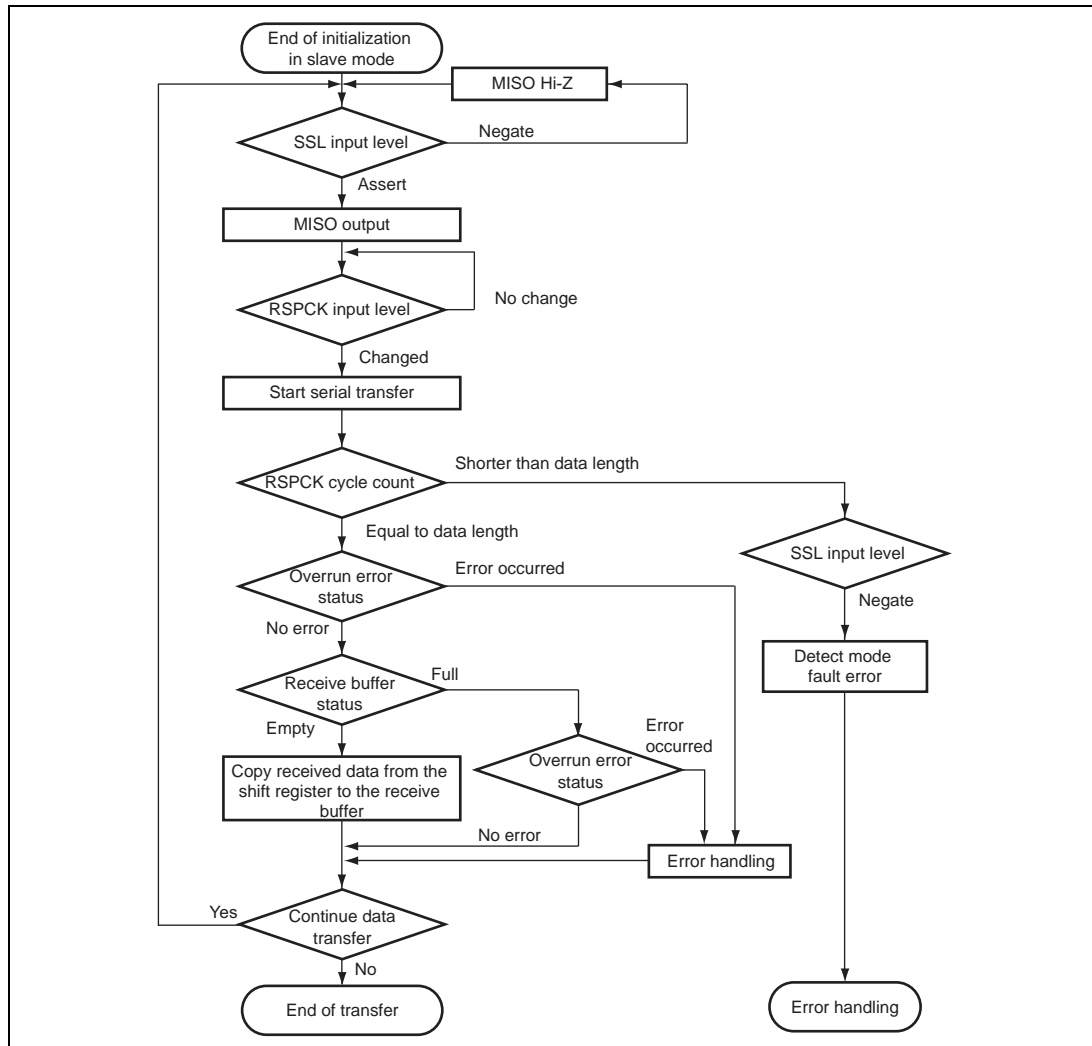 End of initialization
in slave mode
MISO Hi-Z
SSL input level
Negate
Assert
MISO output
RSPCK input level
No change
Changed
Start serial transfer
Shorter than data length
RSPCK cycle count
Equal to data length
SSL input level
Overrun error
status
Error occurred
Negate
No error
Detect mode
fault error
Receive buffer
status
Full
Empty
Error
occurred
Overrun error
status
Copy received data from the
shift register to the receive
buffer
No error
Error handling
Yes
Continue data
transfer
No
End of transfer
Error handling